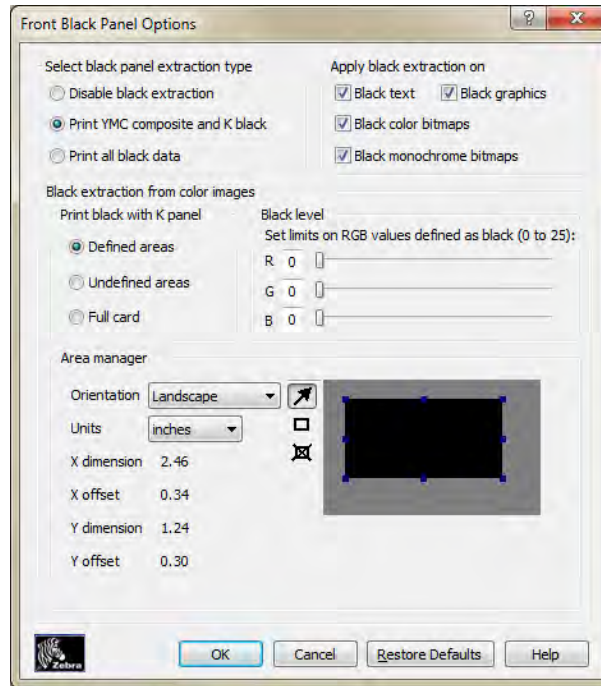 Front Black Panel Options
?
Select black panel extraction type
Disable black extraction
Print YMC composite and K black
Print all black data
Apply black extraction on
Black text Black graphics
Black color bitmaps
Black monochrome bitmaps
Black extraction from color images
Print black with K panel
Defined areas
Undefined areas
Full card
Black level
Set limits on RGB values defined as black (0 to 25):
R 0
G 0
B 0
Area manager
Orientation Landscape
Units inches
X dimension 2.46
X offset 0.34
Y dimension 1.24
Y offset 0.30
Zebra
OK Cancel Restore Defaults Help